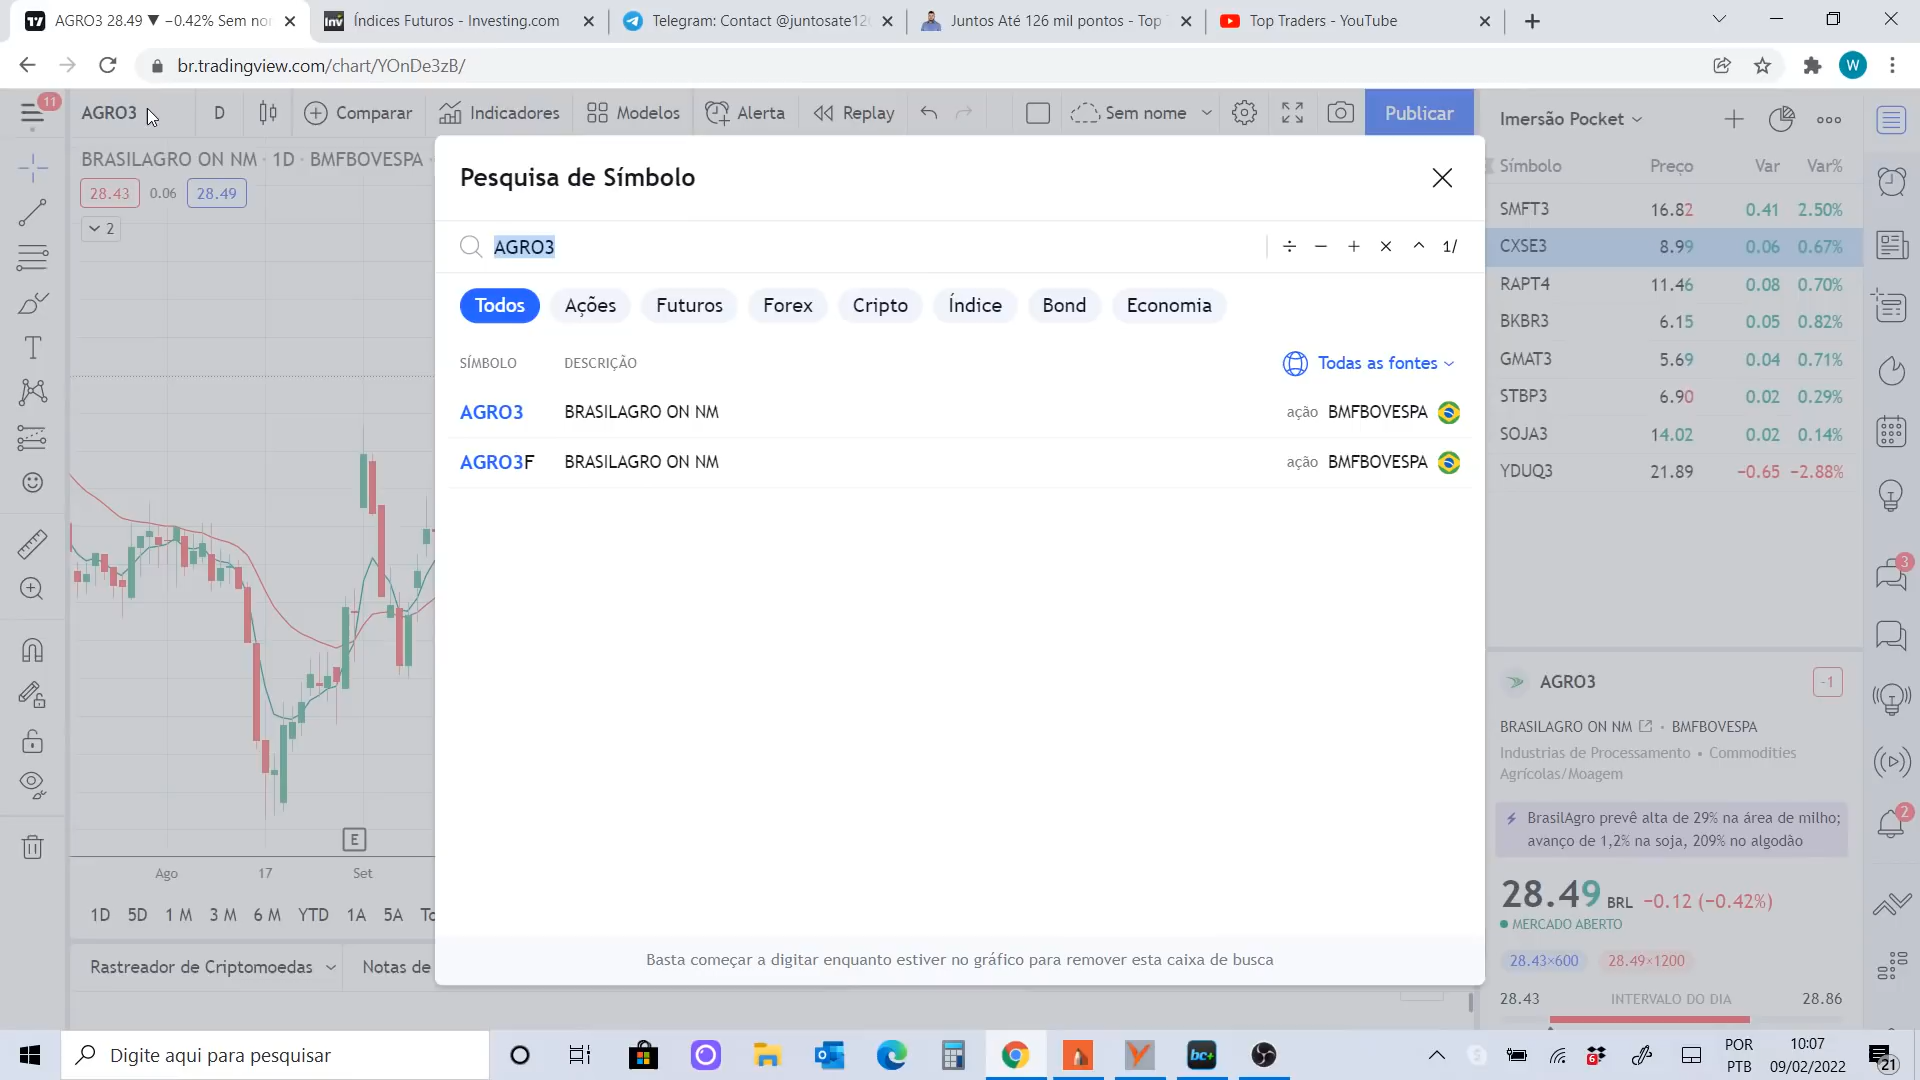 AGRO3 28.49 ▼ −0.42% Sem no
Índices Futuros - Investing.com
Telegram: Contact @juntosate126
Juntos Até 126 mil pontos - Top
Top Traders - YouTube
br.tradingview.com/chart/YOnDe3zB/
W
11
AGRO3
D
Comparar
Indicadores
Modelos
Alerta
Replay
Sem nome
Publicar
Imersão Pocket
BRASILAGRO ON NM · 1D · BMFBOVESPA
28.43
0.06
28.49
2
Pesquisa de Símbolo
AGRO3
÷ − + × ^ 1/
Todos
Ações
Futuros
Forex
Cripto
Índice
Bond
Economia
SÍMBOLO
DESCRIÇÃO
Todas as fontes
AGRO3
BRASILAGRO ON NM
ação BMFBOVESPA
AGRO3F
BRASILAGRO ON NM
ação BMFBOVESPA
Basta começar a digitar enquanto estiver no gráfico para remover esta caixa de busca
Símbolo Preço Var Var%
SMFT3 16.82 0.41 2.50%
CXSE3 8.99 0.06 0.67%
RAPT4 11.46 0.08 0.70%
BKBR3 6.15 0.05 0.82%
GMAT3 5.69 0.04 0.71%
STBP3 6.90 0.02 0.29%
SOJA3 14.02 0.02 0.14%
YDUQ3 21.89 −0.65 −2.88%
3
2
AGRO3
-1
BRASILAGRO ON NM · BMFBOVESPA
Industrias de Processamento • Commodities
Agrícolas/Moagem
BrasilAgro prevê alta de 29% na área de milho;
avanço de 1,2% na soja, 209% no algodão
28.49 BRL −0.12 (−0.42%)
MERCADO ABERTO
28.43×600
28.49×1200
28.43 INTERVALO DO DIA 28.86
E
Ago 17 Set
1D 5D 1 M 3 M 6 M YTD 1A 5A To
Rastreador de Criptomoedas
Notas de
Digite aqui para pesquisar
bc+
6
POR
PTB
10:07
09/02/2022
21